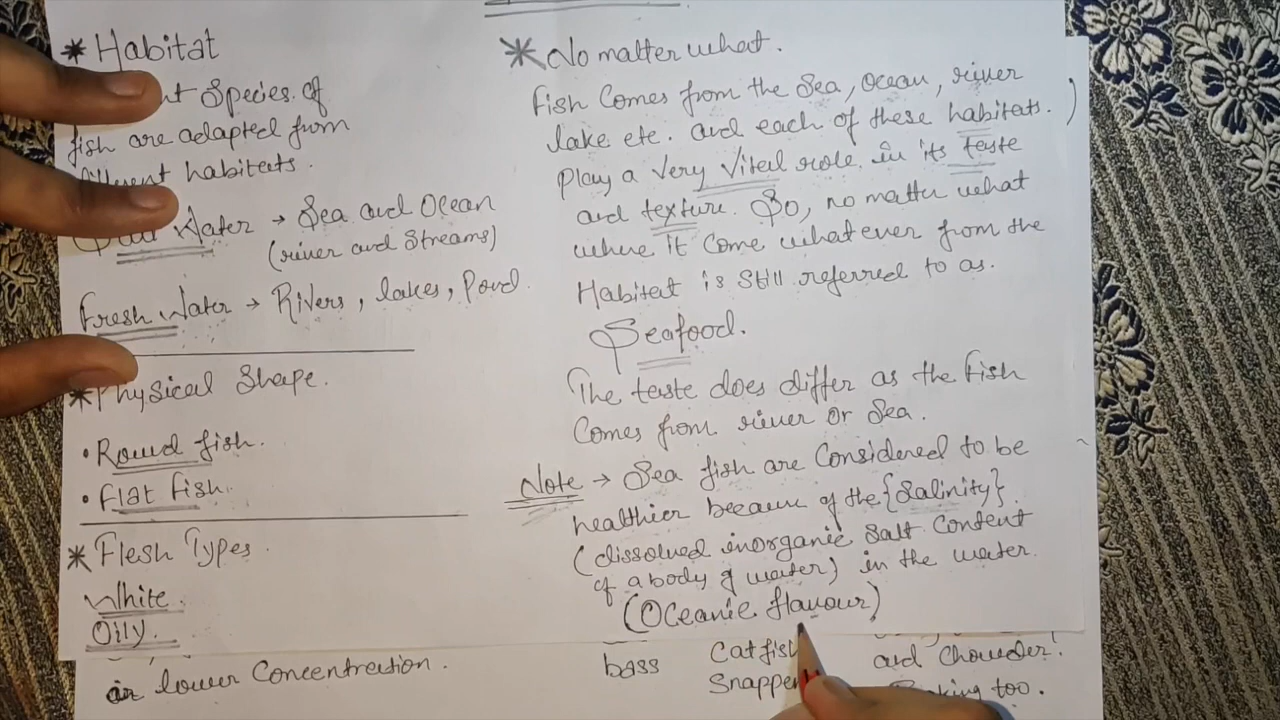 * Habitat
nt Species of
fish are adapted from
different habitats.
Water → Sea and Ocean
(river and Streams)
Fresh Water → Rivers, lakes, Pond.
* Physical Shape.
• Round fish.
• Flat fish.
* Flesh Types.
White.
Oily.
* No matter what.
Fish Comes from the Sea, Ocean, river
lake etc. and each of these habitats.
play a very vital role in its taste
and texture. So, no matter what
where it come whatever from the
Habitat is still referred to as.
Seafood.
The taste does differ as the fish
Comes from river or Sea.
Note → Sea fish are Considered to be
healthier because of the {Salinity}.
(dissolved inorganic Salt Content
of a body of water) in the water.
(Oceanic flavour)
in lower Concentration.
bass
Catfish
Snapper
and Chowder!
too.